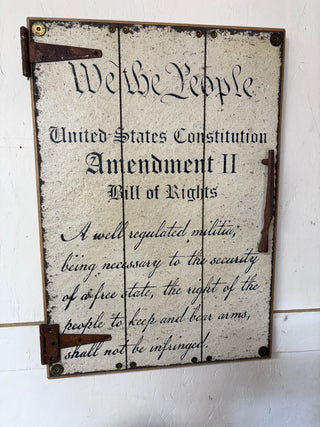 We the People
United States Constitution
Amendment II
Bill of Rights
A well regulated militia,
being necessary to the security
of a free state, the right of the
people to keep and bear arms,
shall not be infringed.